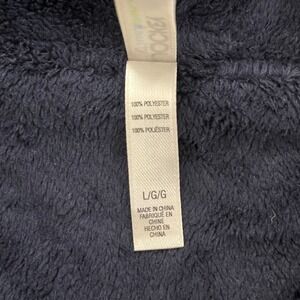 100% POLYESTER
100% POLYESTER
100% POLIÉSTER
L/G/G
MADE IN CHINA
FABRIQUÉ EN
CHINE
HECHO EN
CHINA